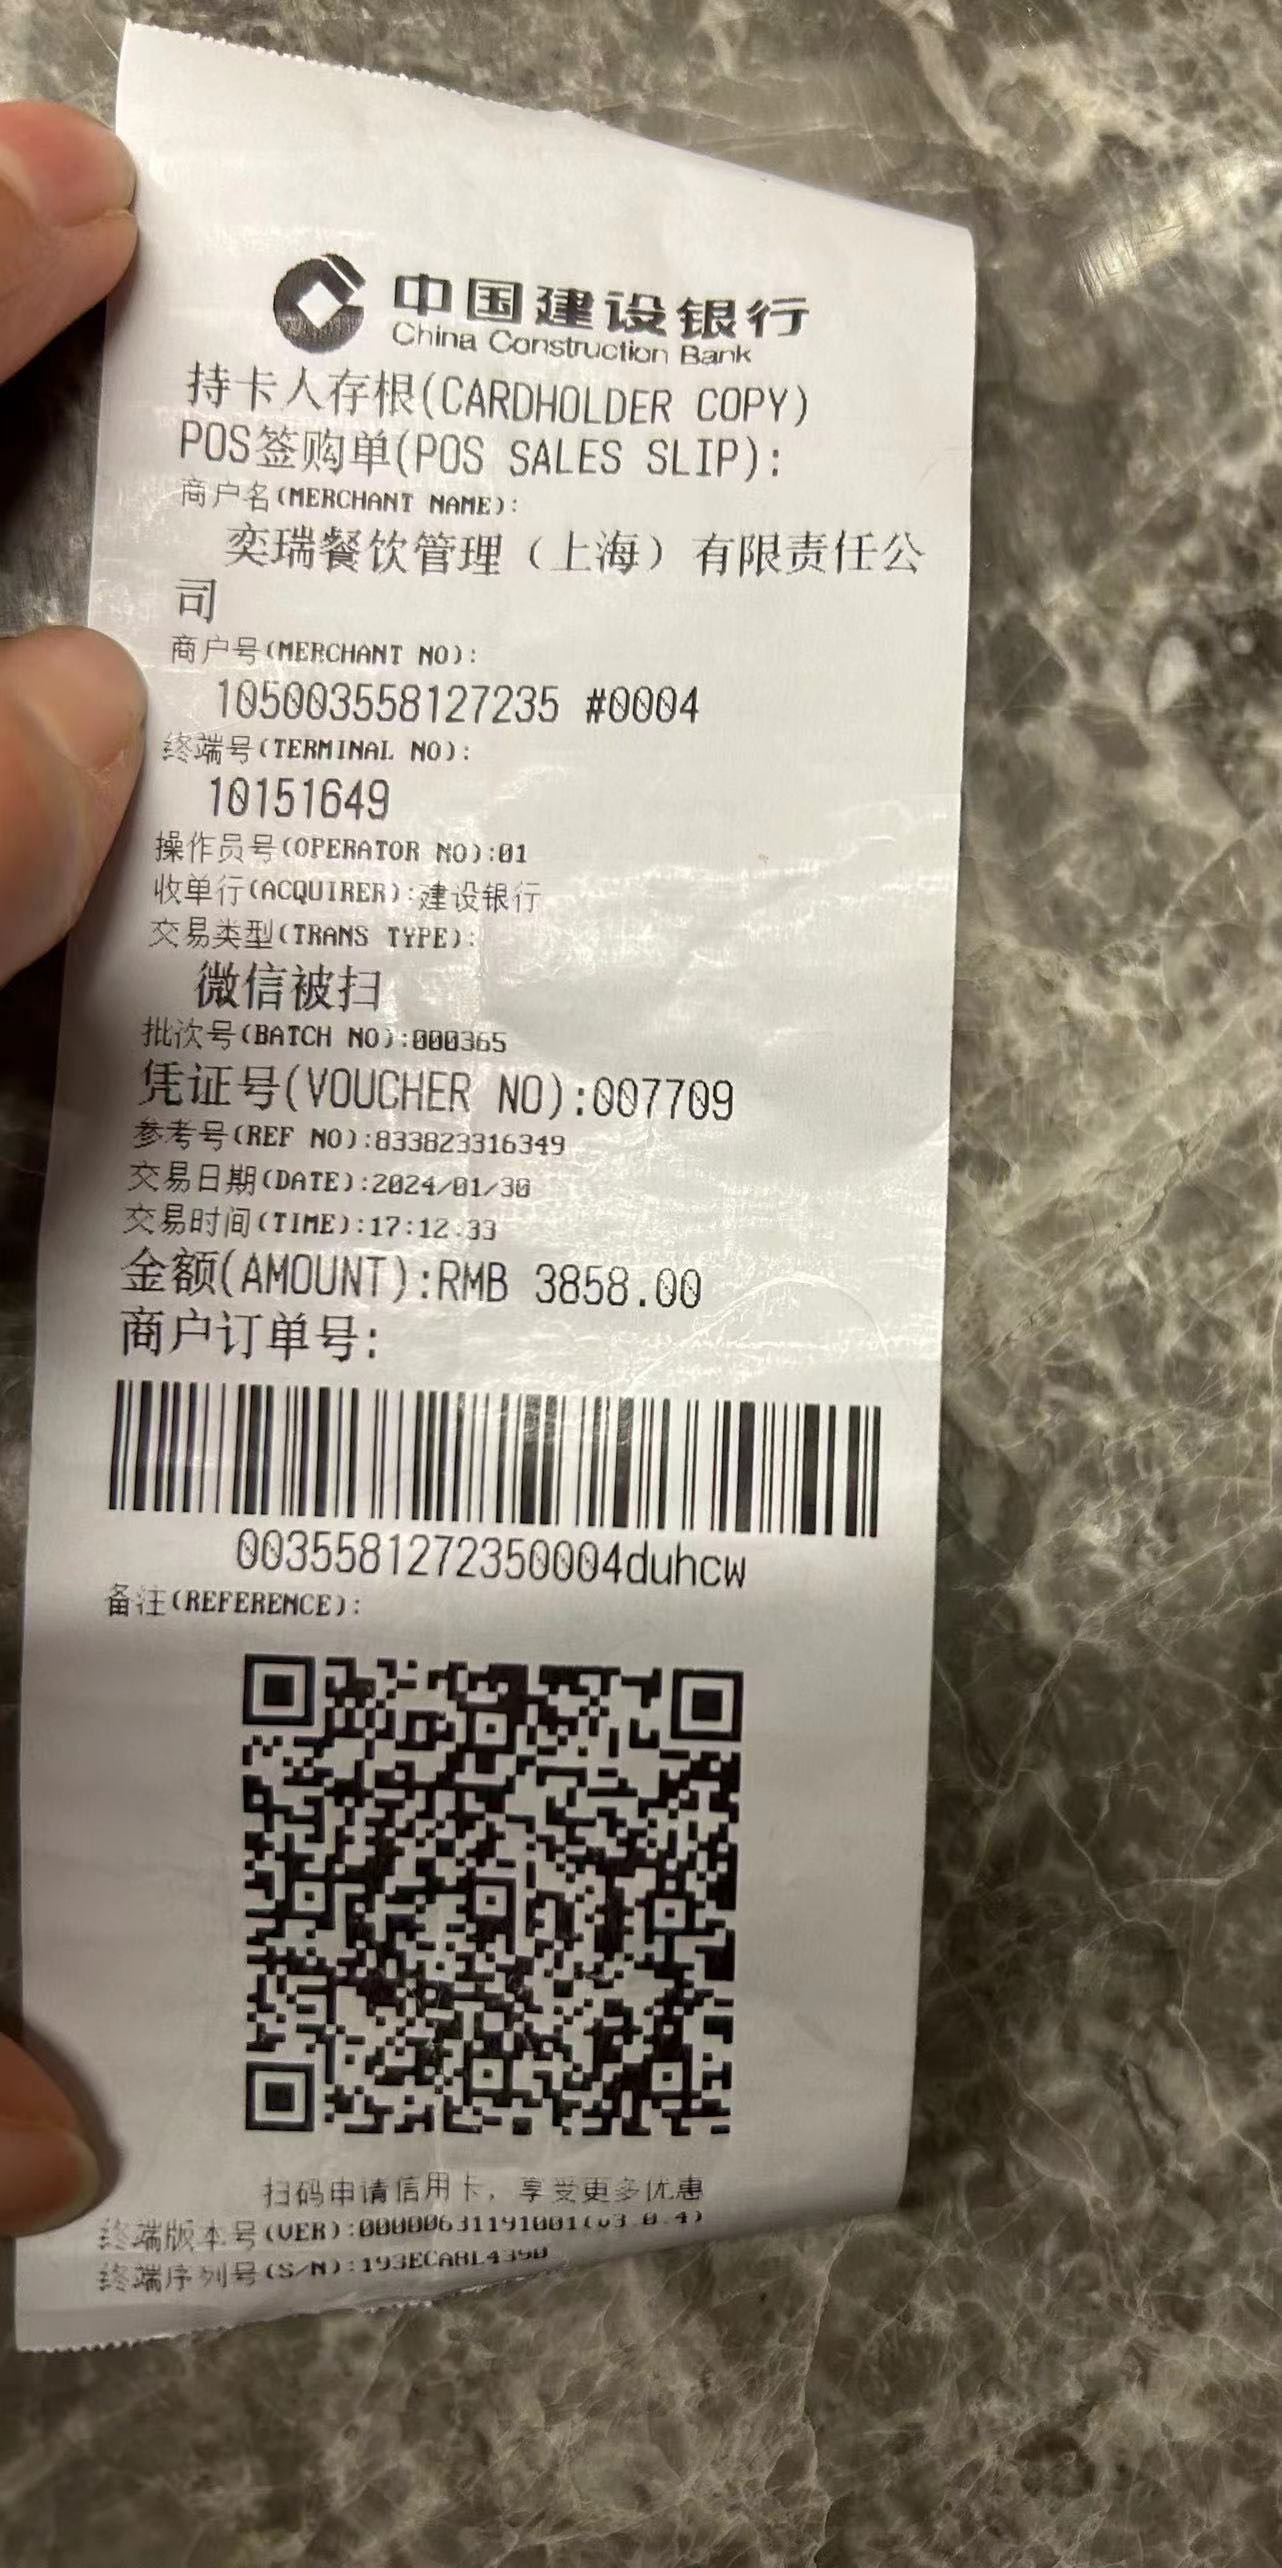 中国建设银行
China Construction Bank
持卡人存根(CARDHOLDER COPY)
POS签购单(POS SALES SLIP):
商户名(MERCHANT NAME):
奕瑞餐饮管理（上海）有限责任公
司
商户号(MERCHANT NO):
105003558127235 #0004
终端号(TERMINAL NO):
10151649
操作员号(OPERATOR NO):01
收单行(ACQUIRER):建设银行
交易类型(TRANS TYPE):
微信被扫
批次号(BATCH NO):000365
凭证号(VOUCHER NO):007709
参考号(REF NO):833823316349
交易日期(DATE):2024/01/30
交易时间(TIME):17:12:33
金额(AMOUNT):RMB 3858.00
商户订单号:
0035581272350004duhcw
备注(REFERENCE):
扫码申请信用卡，享受更多优惠
终端版本号(VER):00000631191001(v3.0.4)
终端序列号(S/N):